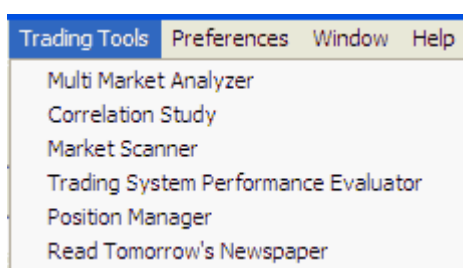 Trading Tools Preferences Window Help
Multi Market Analyzer
Correlation Study
Market Scanner
Trading System Performance Evaluator
Position Manager
Read Tomorrow's Newspaper